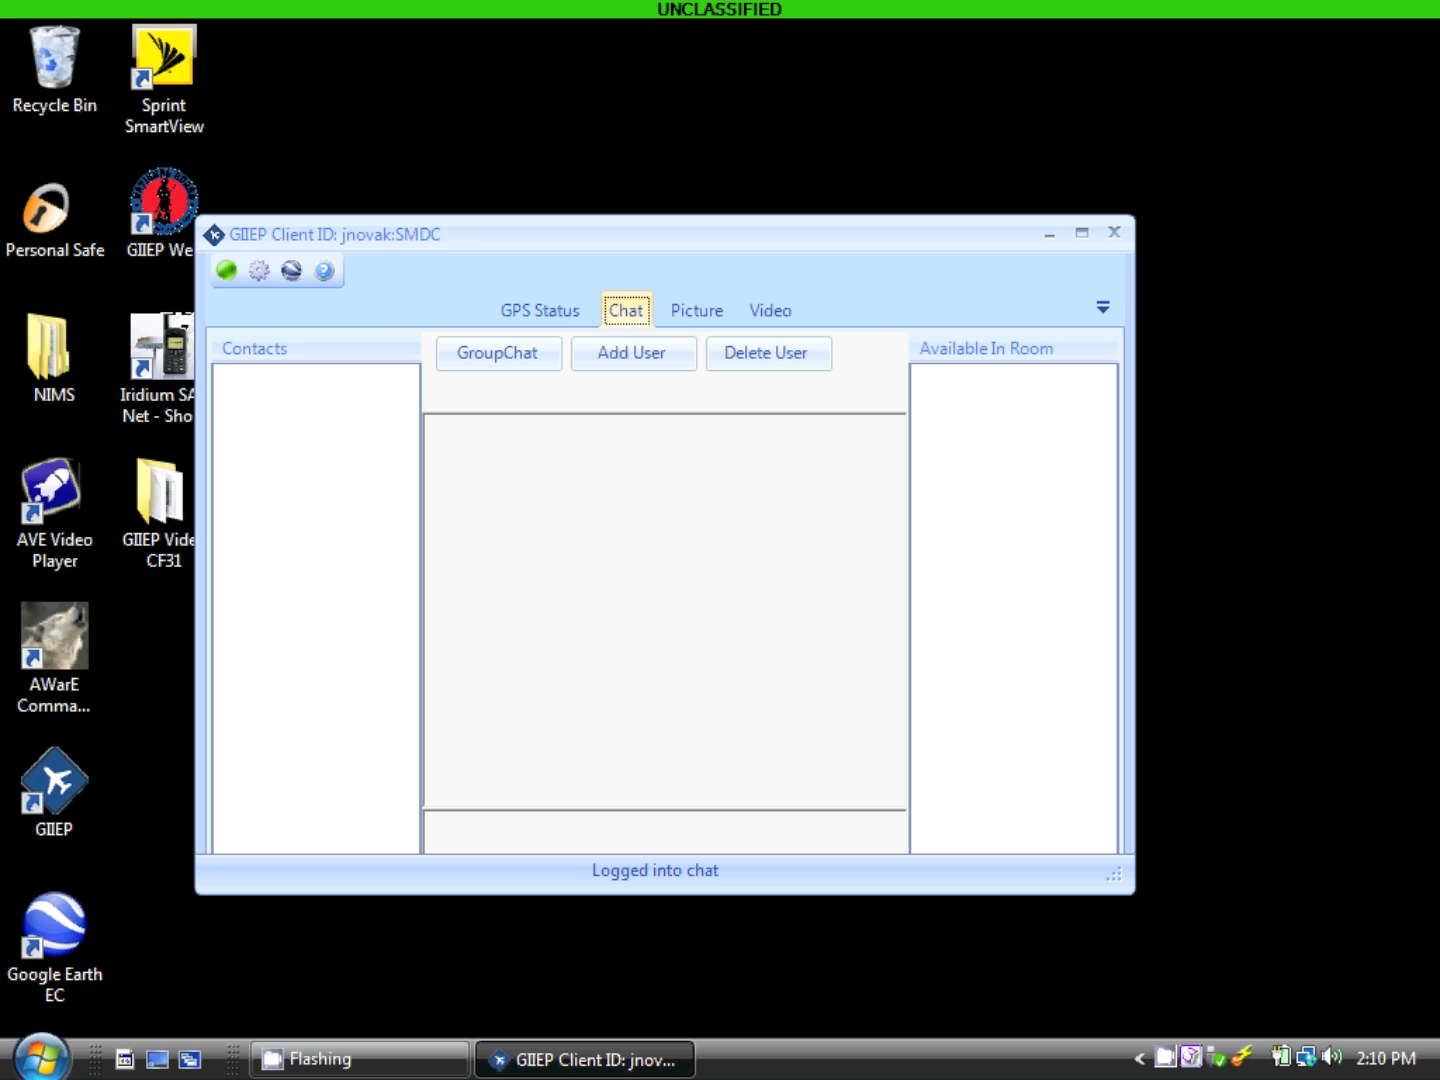 UNCLASSIFIED
Recycle Bin
Sprint
SmartView
Personal Safe
GIIEP We
NIMS
Iridium SA
Net - Sho
AVE Video
Player
GIIEP Vide
CF31
AWarE
Comma...
GIIEP
Google Earth
EC
GIIEP Client ID: jnovak:SMDC
GPS Status
Chat
Picture
Video
Contacts
GroupChat
Add User
Delete User
Available In Room
Logged into chat
Flashing
GIIEP Client ID: jnov...
2:10 PM